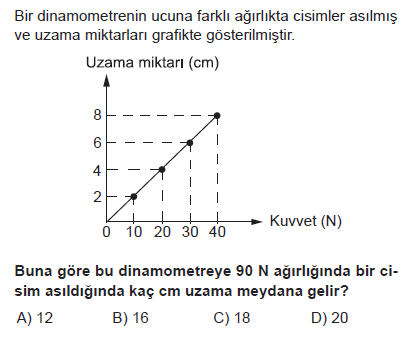 Bir dinamometrenin ucuna farklı ağırlıkta cisimler asılmış
ve uzama miktarları grafikte gösterilmiştir.
Uzama miktarı (cm)
8
6
4
2
0 10 20 30 40
Kuvvet (N)
Buna göre bu dinamometreye 90 N ağırlığında bir ci-
sim asıldığında kaç cm uzama meydana gelir?
A) 12 B) 16 C) 18 D) 20